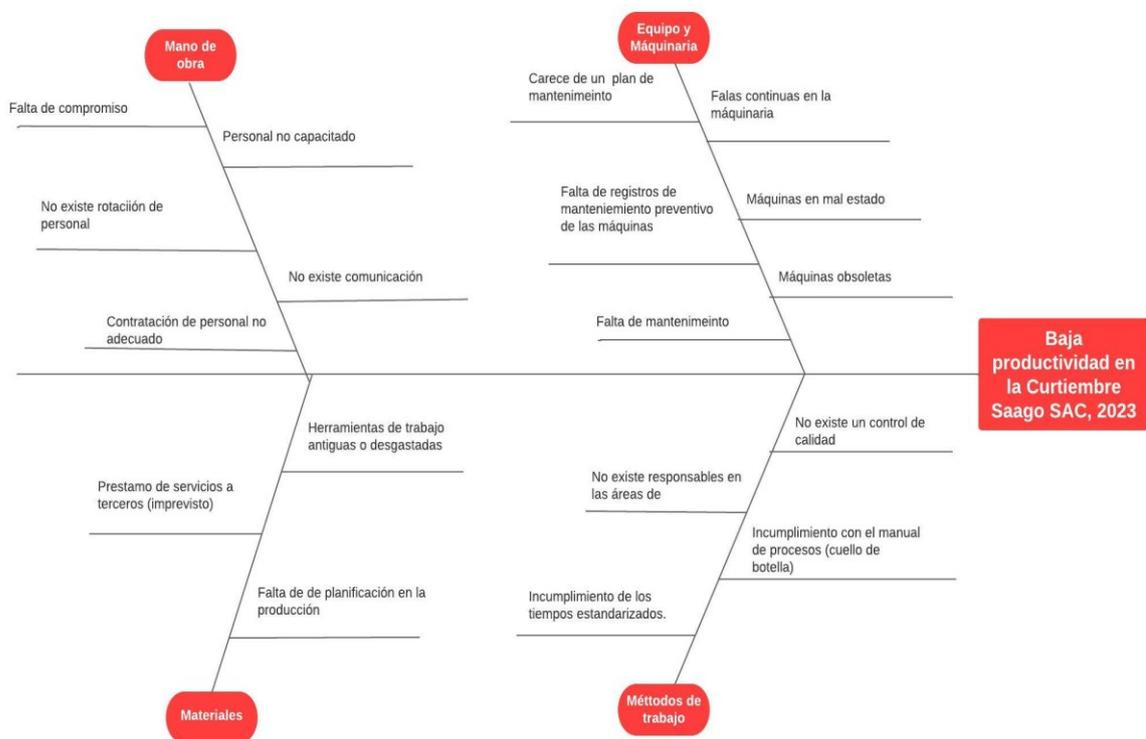 Mano de
obra
Equipo y
Máquinaria
Falta de compromiso
Personal no capacitado
No existe rotaciión de
personal
No existe comunicación
Contratación de personal no
adecuado
Carece de un plan de
mantenimeinto
Falas continuas en la
máquinaria
Falta de registros de
manteniemiento preventivo
de las máquinas
Máquinas en mal estado
Máquinas obsoletas
Falta de mantenimeinto
Baja
productividad en
la Curtiembre
Saago SAC, 2023
Herramientas de trabajo
antiguas o desgastadas
Prestamo de servicios a
terceros (imprevisto)
Falta de de planificación en la
producción
No existe un control de
calidad
No existe responsables en
las áreas de
Incumplimiento con el manual
de procesos (cuello de
botella)
Incumplimiento de los
tiempos estandarizados.
Materiales
Méttodos de
trabajo